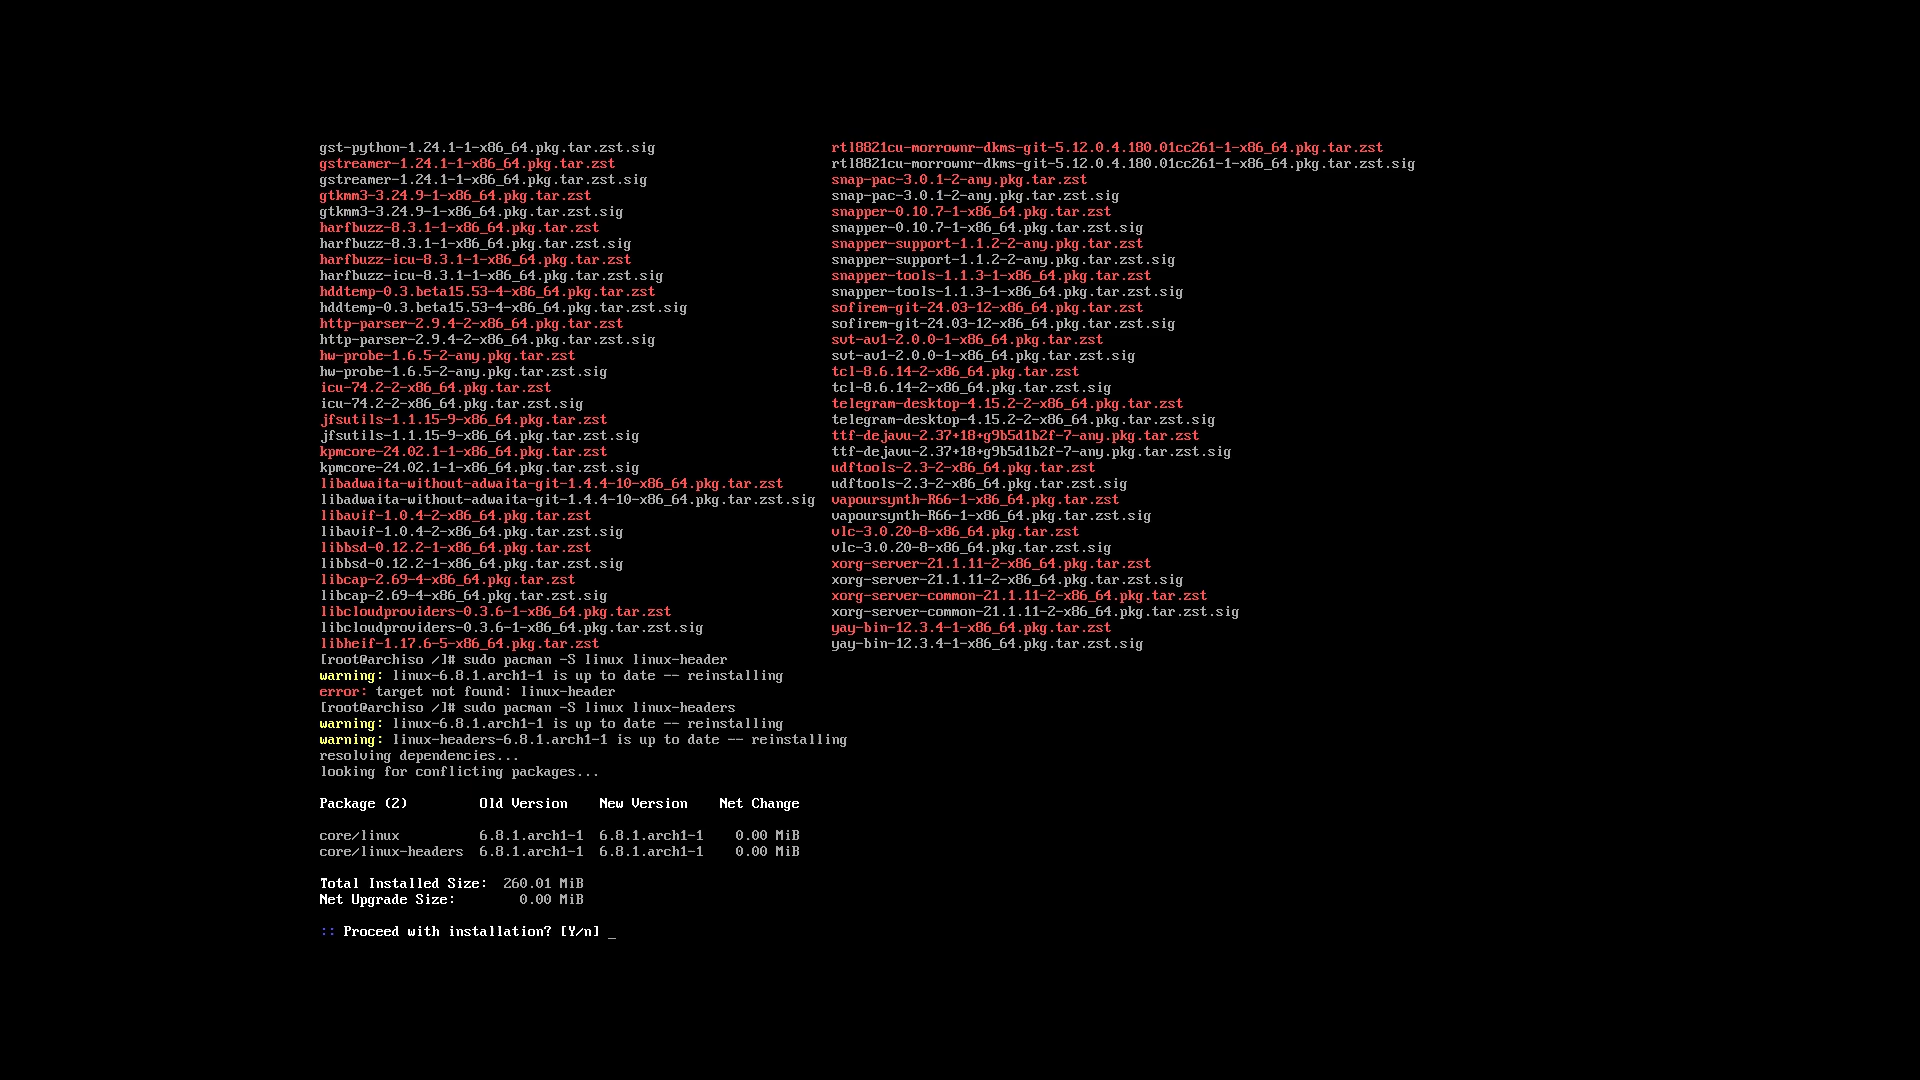 gst-python-1.24.1-1-x86_64.pkg.tar.zst.sig rtl8821cu-morrownr-dkms-git-5.12.0.4.180.01cc261-1-x86_64.pkg.tar.zst
gstreamer-1.24.1-1-x86_64.pkg.tar.zst rtl8821cu-morrownr-dkms-git-5.12.0.4.180.01cc261-1-x86_64.pkg.tar.zst.sig
gstreamer-1.24.1-1-x86_64.pkg.tar.zst.sig snap-pac-3.0.1-2-any.pkg.tar.zst
gtkmm3-3.24.9-1-x86_64.pkg.tar.zst snap-pac-3.0.1-2-any.pkg.tar.zst.sig
gtkmm3-3.24.9-1-x86_64.pkg.tar.zst.sig snapper-0.10.7-1-x86_64.pkg.tar.zst
harfbuzz-8.3.1-1-x86_64.pkg.tar.zst snapper-0.10.7-1-x86_64.pkg.tar.zst.sig
harfbuzz-8.3.1-1-x86_64.pkg.tar.zst.sig snapper-support-1.1.2-2-any.pkg.tar.zst
harfbuzz-icu-8.3.1-1-x86_64.pkg.tar.zst snapper-support-1.1.2-2-any.pkg.tar.zst.sig
harfbuzz-icu-8.3.1-1-x86_64.pkg.tar.zst.sig snapper-tools-1.1.3-1-x86_64.pkg.tar.zst
hddtemp-0.3.beta15.53-4-x86_64.pkg.tar.zst snapper-tools-1.1.3-1-x86_64.pkg.tar.zst.sig
hddtemp-0.3.beta15.53-4-x86_64.pkg.tar.zst.sig sofirem-git-24.03-12-x86_64.pkg.tar.zst
http-parser-2.9.4-2-x86_64.pkg.tar.zst sofirem-git-24.03-12-x86_64.pkg.tar.zst.sig
http-parser-2.9.4-2-x86_64.pkg.tar.zst.sig svt-av1-2.0.0-1-x86_64.pkg.tar.zst
hw-probe-1.6.5-2-any.pkg.tar.zst svt-av1-2.0.0-1-x86_64.pkg.tar.zst.sig
hw-probe-1.6.5-2-any.pkg.tar.zst.sig tcl-8.6.14-2-x86_64.pkg.tar.zst
icu-74.2-2-x86_64.pkg.tar.zst tcl-8.6.14-2-x86_64.pkg.tar.zst.sig
icu-74.2-2-x86_64.pkg.tar.zst.sig telegram-desktop-4.15.2-2-x86_64.pkg.tar.zst
jfsutils-1.1.15-9-x86_64.pkg.tar.zst telegram-desktop-4.15.2-2-x86_64.pkg.tar.zst.sig
jfsutils-1.1.15-9-x86_64.pkg.tar.zst.sig ttf-dejavu-2.37+18+g9b5d1b2f-7-any.pkg.tar.zst
kpmcore-24.02.1-1-x86_64.pkg.tar.zst ttf-dejavu-2.37+18+g9b5d1b2f-7-any.pkg.tar.zst.sig
kpmcore-24.02.1-1-x86_64.pkg.tar.zst.sig udftools-2.3-2-x86_64.pkg.tar.zst
libadwaita-without-adwaita-git-1.4.4-10-x86_64.pkg.tar.zst udftools-2.3-2-x86_64.pkg.tar.zst.sig
libadwaita-without-adwaita-git-1.4.4-10-x86_64.pkg.tar.zst.sig vapoursynth-R66-1-x86_64.pkg.tar.zst
libavif-1.0.4-2-x86_64.pkg.tar.zst vapoursynth-R66-1-x86_64.pkg.tar.zst.sig
libavif-1.0.4-2-x86_64.pkg.tar.zst.sig vlc-3.0.20-8-x86_64.pkg.tar.zst
libbsd-0.12.2-1-x86_64.pkg.tar.zst vlc-3.0.20-8-x86_64.pkg.tar.zst.sig
libbsd-0.12.2-1-x86_64.pkg.tar.zst.sig xorg-server-21.1.11-2-x86_64.pkg.tar.zst
libcap-2.69-4-x86_64.pkg.tar.zst xorg-server-21.1.11-2-x86_64.pkg.tar.zst.sig
libcap-2.69-4-x86_64.pkg.tar.zst.sig xorg-server-common-21.1.11-2-x86_64.pkg.tar.zst
libcloudproviders-0.3.6-1-x86_64.pkg.tar.zst xorg-server-common-21.1.11-2-x86_64.pkg.tar.zst.sig
libcloudproviders-0.3.6-1-x86_64.pkg.tar.zst.sig yay-bin-12.3.4-1-x86_64.pkg.tar.zst
libheif-1.17.6-5-x86_64.pkg.tar.zst yay-bin-12.3.4-1-x86_64.pkg.tar.zst.sig
[root@archiso /]# sudo pacman -S linux linux-header
warning: linux-6.8.1.arch1-1 is up to date -- reinstalling
error: target not found: linux-header
[root@archiso /]# sudo pacman -S linux linux-headers
warning: linux-6.8.1.arch1-1 is up to date -- reinstalling
warning: linux-headers-6.8.1.arch1-1 is up to date -- reinstalling
resolving dependencies...
looking for conflicting packages...
Package (2) Old Version New Version Net Change
core/linux 6.8.1.arch1-1 6.8.1.arch1-1 0.00 MiB
core/linux-headers 6.8.1.arch1-1 6.8.1.arch1-1 0.00 MiB
Total Installed Size: 260.01 MiB
Net Upgrade Size: 0.00 MiB
:: Proceed with installation? [Y/n] _